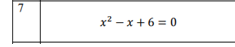 7
x² − x + 6 = 0